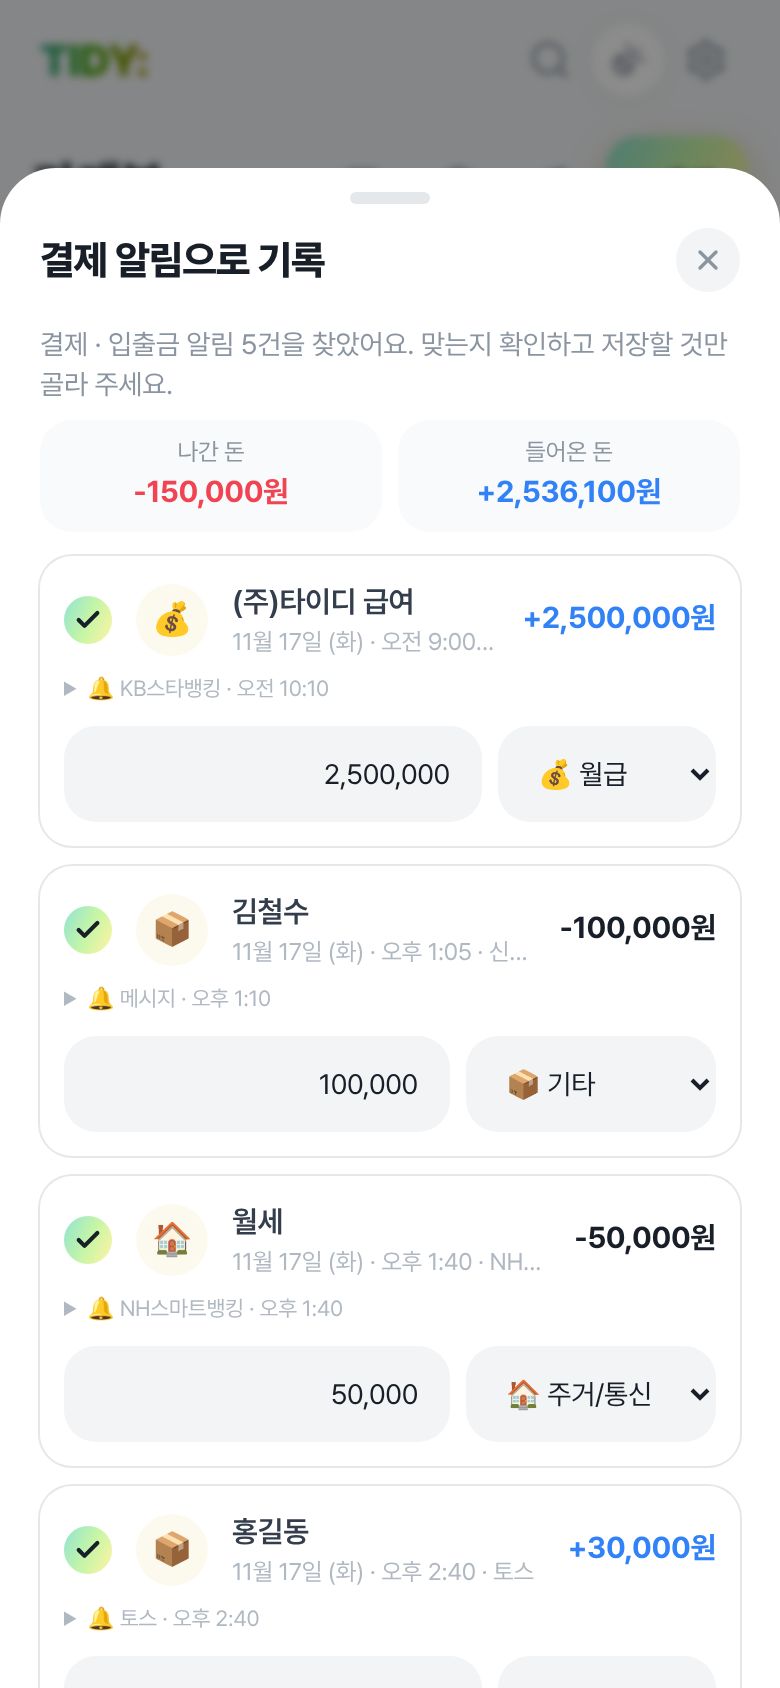 TIDY:
결제 알림으로 기록
결제 · 입출금 알림 5건을 찾았어요. 맞는지 확인하고 저장할 것만
골라 주세요.
나간 돈
-150,000원
들어온 돈
+2,536,100원
(주)타이디 급여
+2,500,000원
11월 17일 (화) · 오전 9:00...
KB스타뱅킹 · 오전 10:10
2,500,000
월급
김철수
-100,000원
11월 17일 (화) · 오후 1:05 · 신...
메시지 · 오후 1:10
100,000
기타
월세
-50,000원
11월 17일 (화) · 오후 1:40 · NH...
NH스마트뱅킹 · 오후 1:40
50,000
주거/통신
홍길동
+30,000원
11월 17일 (화) · 오후 2:40 · 토스
토스 · 오후 2:40